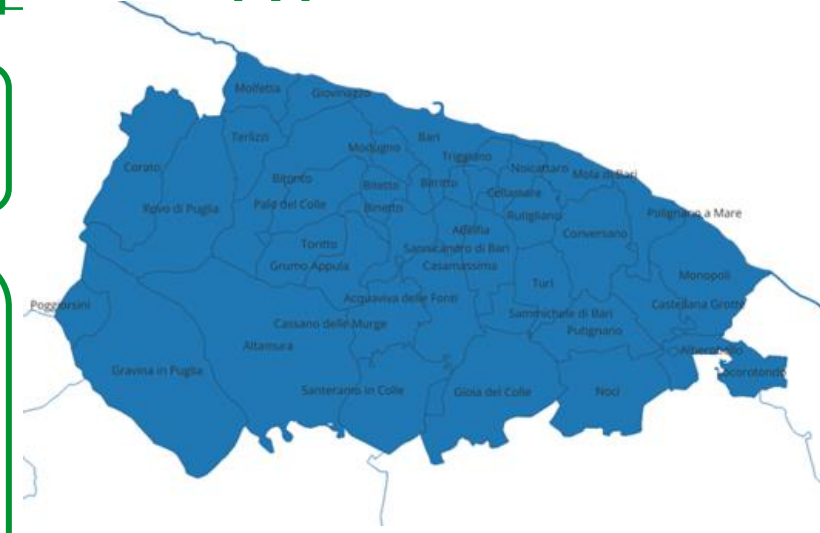 Molfetta
Giovinazzo
Terlizzi
Bari
Modugno
Triggiano
Corato
Noicattaro
Mola di Bari
Bitonto
Bitetto
Bitritto
Cellamare
Ruvo di Puglia
Palo del Colle
Binetto
Rutigliano
Polignano a Mare
Adelfia
Conversano
Toritto
Sannicandro di Bari
Grumo Appula
Casamassima
Monopoli
Turi
Poggiorsini
Acquaviva delle Fonti
Castellana Grotte
Sammichele di Bari
Cassano delle Murge
Putignano
Altamura
Alberobello
Gravina in Puglia
Locorotondo
Santeramo in Colle
Gioia del Colle
Noci